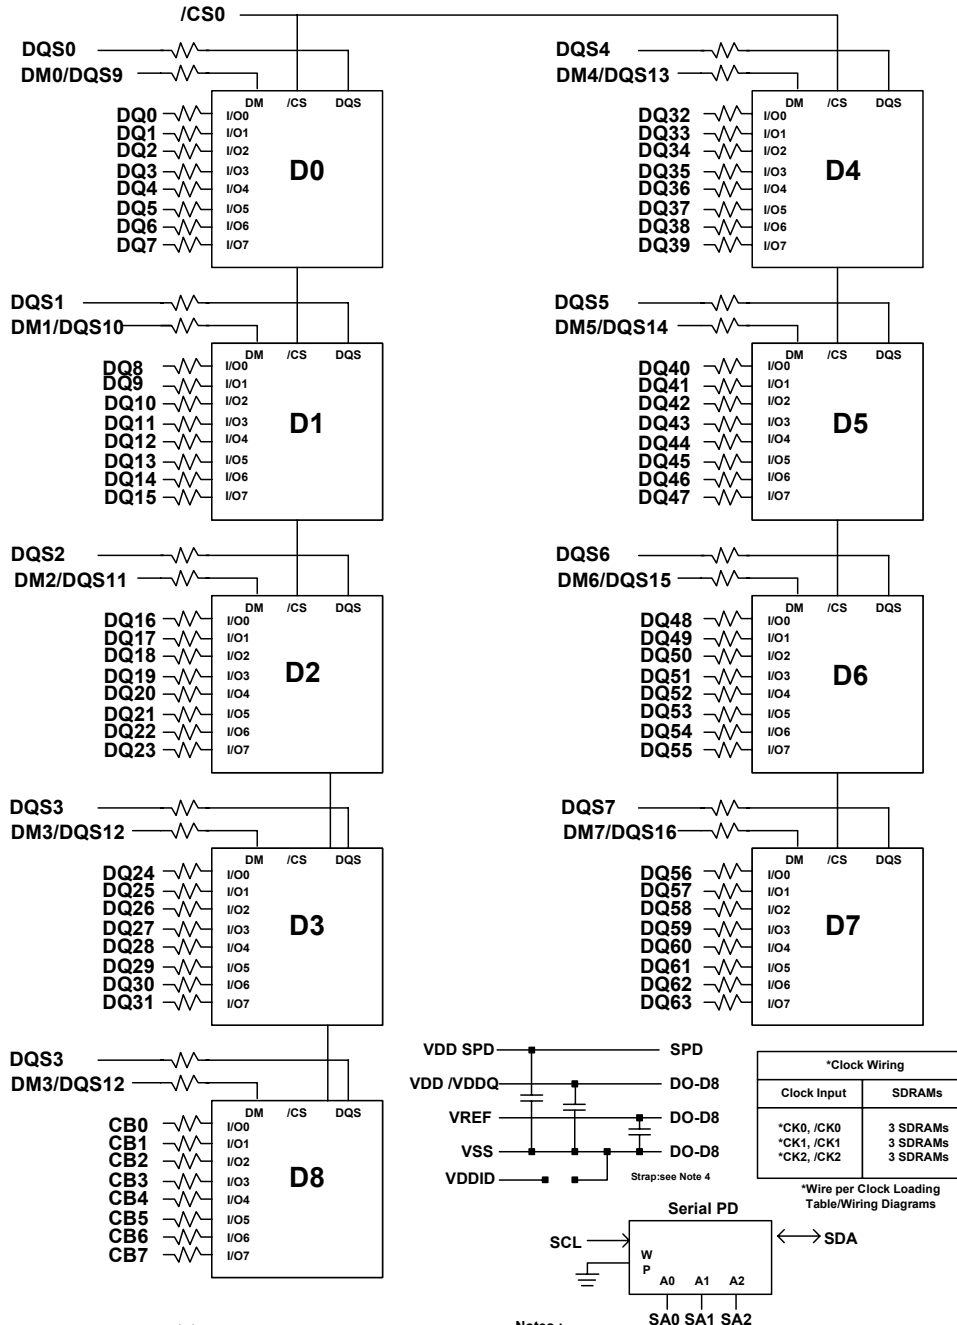 /CS0
DQS0
DM0/DQS9
DM /CS DQS
DQ0 I/O0
DQ1 I/O1
DQ2 I/O2
DQ3 I/O3
DQ4 I/O4
DQ5 I/O5
DQ6 I/O6
DQ7 I/O7
D0
DQS1
DM1/DQS10
DM /CS DQS
DQ8 I/O0
DQ9 I/O1
DQ10 I/O2
DQ11 I/O3
DQ12 I/O4
DQ13 I/O5
DQ14 I/O6
DQ15 I/O7
D1
DQS2
DM2/DQS11
DM /CS DQS
DQ16 I/O0
DQ17 I/O1
DQ18 I/O2
DQ19 I/O3
DQ20 I/O4
DQ21 I/O5
DQ22 I/O6
DQ23 I/O7
D2
DQS3
DM3/DQS12
DM /CS DQS
DQ24 I/O0
DQ25 I/O1
DQ26 I/O2
DQ27 I/O3
DQ28 I/O4
DQ29 I/O5
DQ30 I/O6
DQ31 I/O7
D3
DQS3
DM3/DQS12
DM /CS DQS
CB0 I/O0
CB1 I/O1
CB2 I/O2
CB3 I/O3
CB4 I/O4
CB5 I/O5
CB6 I/O6
CB7 I/O7
D8
DQS4
DM4/DQS13
DM /CS DQS
DQ32 I/O0
DQ33 I/O1
DQ34 I/O2
DQ35 I/O3
DQ36 I/O4
DQ37 I/O5
DQ38 I/O6
DQ39 I/O7
D4
DQS5
DM5/DQS14
DM /CS DQS
DQ40 I/O0
DQ41 I/O1
DQ42 I/O2
DQ43 I/O3
DQ44 I/O4
DQ45 I/O5
DQ46 I/O6
DQ47 I/O7
D5
DQS6
DM6/DQS15
DM /CS DQS
DQ48 I/O0
DQ49 I/O1
DQ50 I/O2
DQ51 I/O3
DQ52 I/O4
DQ53 I/O5
DQ54 I/O6
DQ55 I/O7
D6
DQS7
DM7/DQS16
DM /CS DQS
DQ56 I/O0
DQ57 I/O1
DQ58 I/O2
DQ59 I/O3
DQ60 I/O4
DQ61 I/O5
DQ62 I/O6
DQ63 I/O7
D7
VDD SPD SPD
VDD /VDDQ DO-D8
VREF DO-D8
VSS DO-D8
VDDID Strap:see Note 4
*Clock Wiring
Clock Input SDRAMs
*CK0, /CK0 3 SDRAMs
*CK1, /CK1 3 SDRAMs
*CK2, /CK2 3 SDRAMs
*Wire per Clock Loading
Table/Wiring Diagrams
Serial PD
SCL SDA
W
P
A0 A1 A2
SA0 SA1 SA2